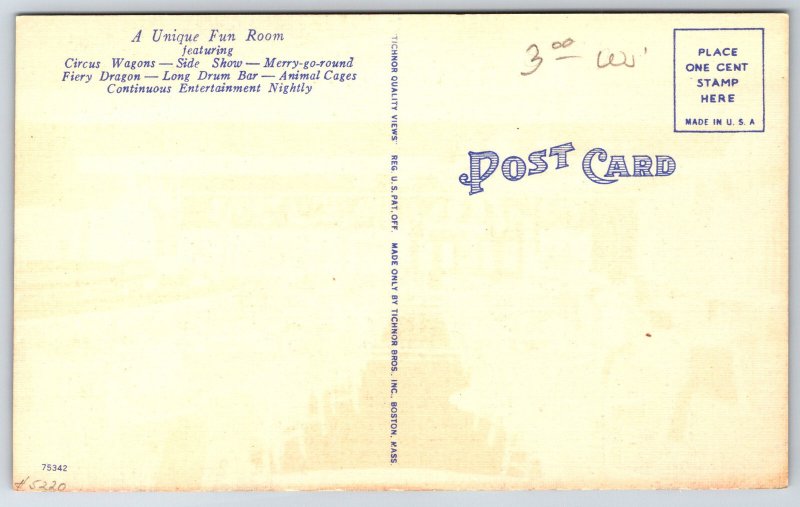 A Unique Fun Room
featuring
Circus Wagons — Side Show — Merry-go-round
Fiery Dragon — Long Drum Bar — Animal Cages
Continuous Entertainment Nightly
TICHNOR QUALITY VIEWS REG. U. S. PAT. OFF. MADE ONLY BY TICHNOR BROS., INC., BOSTON, MASS.
3.00
PLACE
ONE CENT
STAMP
HERE
MADE IN U. S. A
POST CARD
75342
#5220